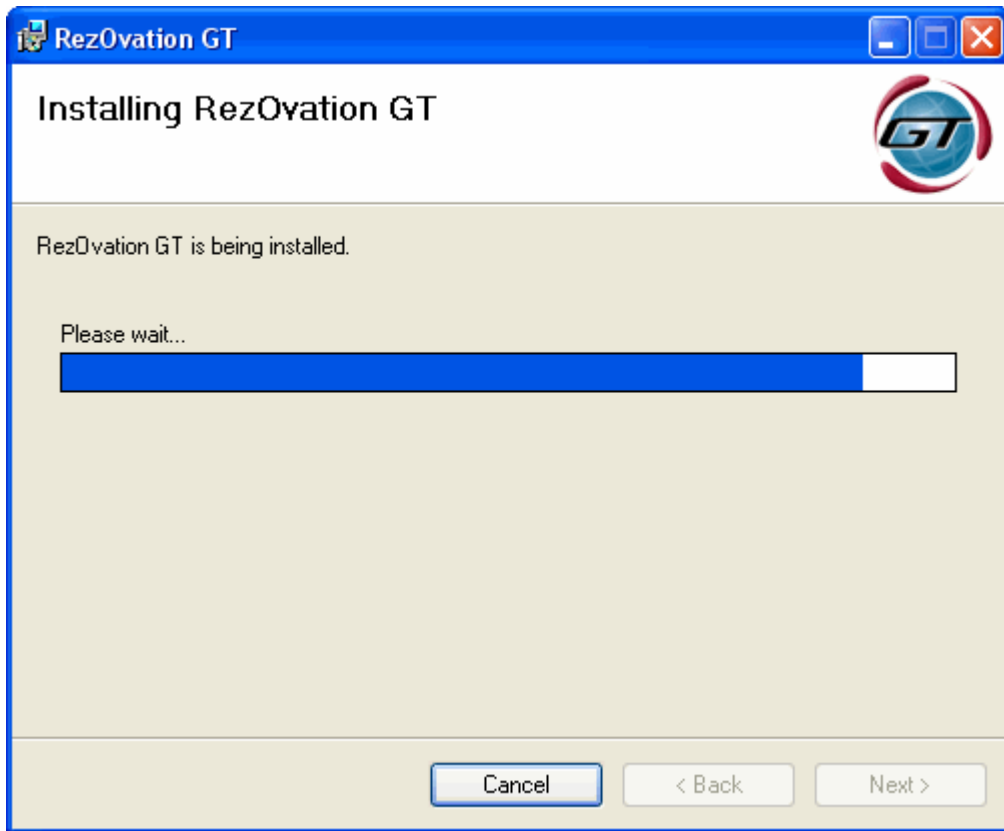 RezOvation GT
Installing RezOvation GT
GT
RezOvation GT is being installed.
Please wait...
Cancel
< Back
Next >